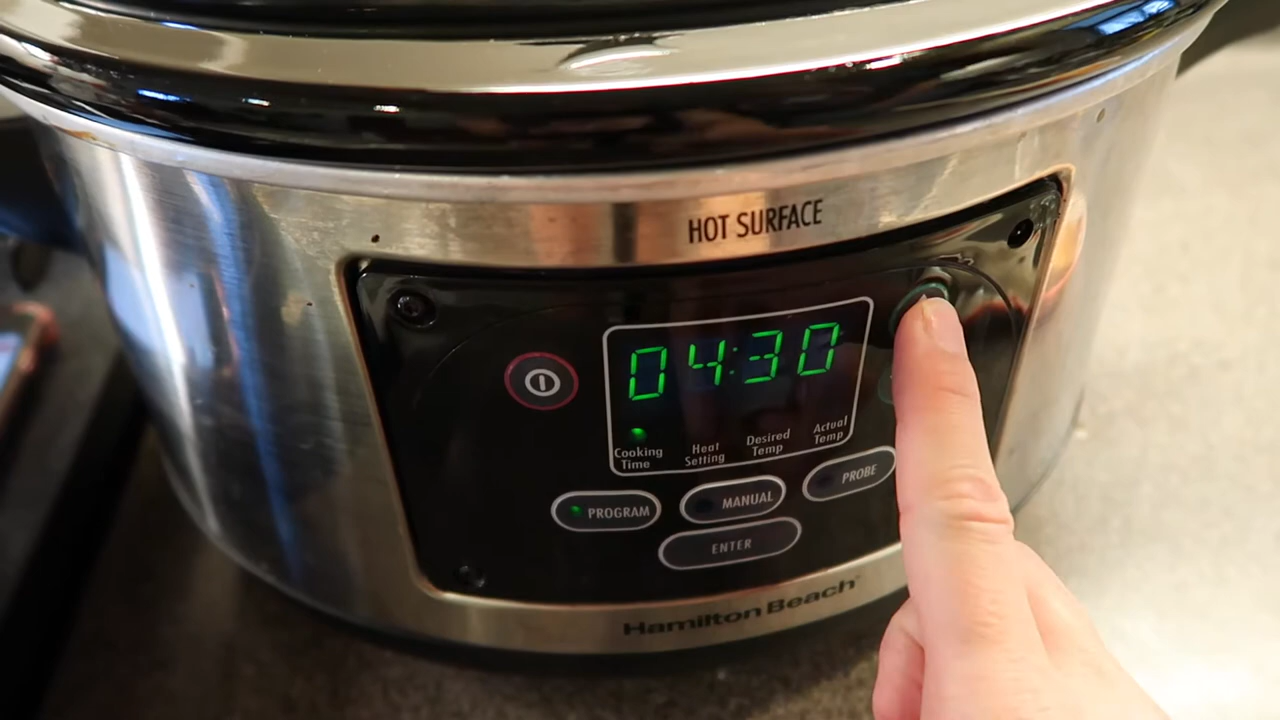 HOT SURFACE
04:30
Cooking Time
Heat Setting
Desired Temp
Actual Temp
PROGRAM
MANUAL
PROBE
ENTER
Hamilton Beach